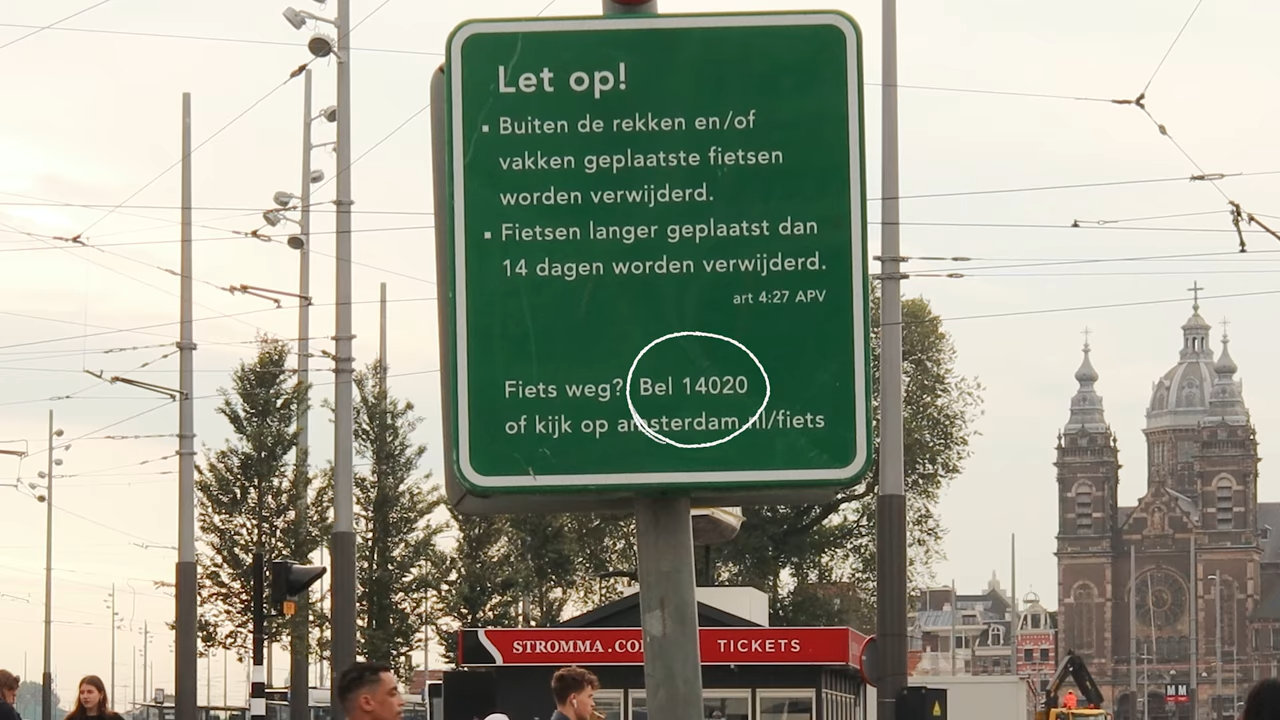 Let op!
▪ Buiten de rekken en/of
vakken geplaatste fietsen
worden verwijderd.
▪ Fietsen langer geplaatst dan
14 dagen worden verwijderd.
art 4:27 APV
Fiets weg? Bel 14020
of kijk op amsterdam.nl/fiets
STROMMA.CO
TICKETS